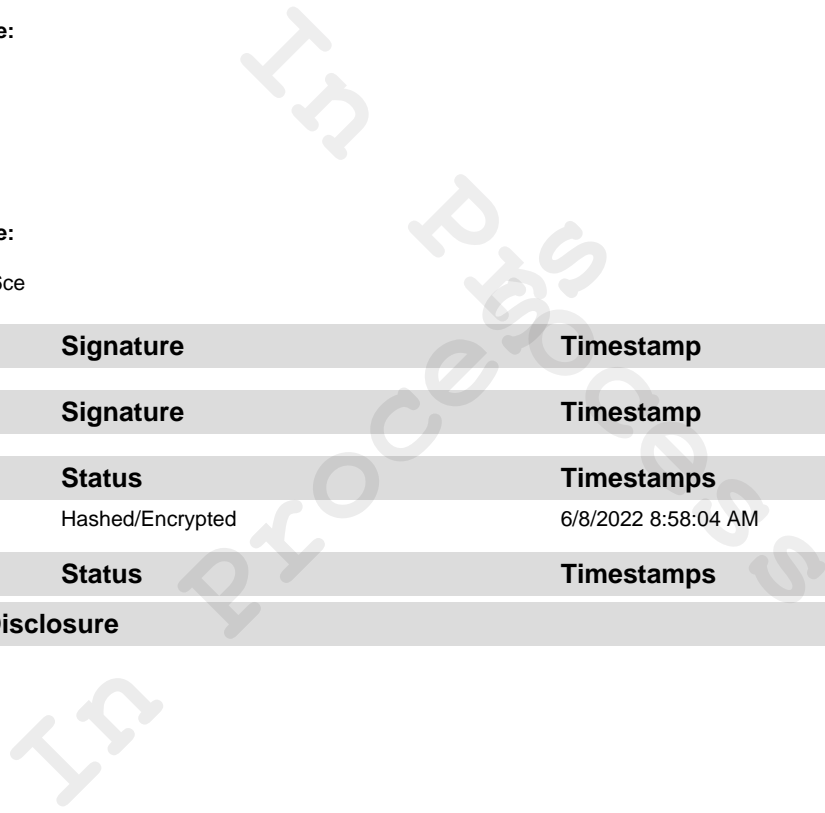 e:
e:
6ce
Signature Timestamp
Signature Timestamp
Status Timestamps
Hashed/Encrypted 6/8/2022 8:58:04 AM
Status Timestamps
Disclosure
In Process
In Process